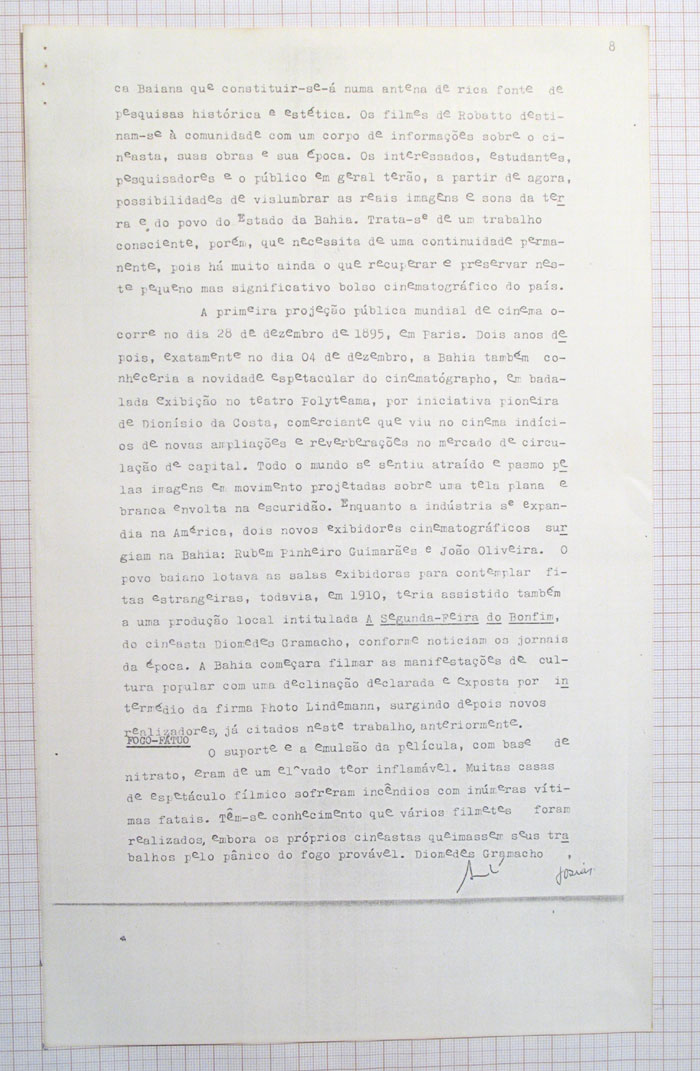 8
ca Baiana que constituir-se-á numa antena de rica fonte de
pesquisas histórica e estética. Os filmes de Robatto desti-
nam-se à comunidade com um corpo de informações sobre o ci-
neasta, suas obras e sua época. Os interessados, estudantes,
pesquisadores e o público em geral terão, a partir de agora,
possibilidades de vislumbrar as reais imagens e sons da ter
ra e do povo do Estado da Bahia. Trata-se de um trabalho
consciente, porém, que necessita de uma continuidade perma-
nente, pois há muito ainda o que recuperar e preservar nes-
te pequeno mas significativo bolso cinematográfico do país.
A primeira projeção pública mundial de cinema o-
corre no dia 28 de dezembro de 1895, em Paris. Dois anos de
pois, exatamente no dia 04 de dezembro, a Bahia também co-
nheceria a novidade espetacular do cinematógrapho, em bada-
lada exibição no teatro Polyteama, por iniciativa pioneira
de Dionísio da Costa, comerciante que viu no cinema indíci-
os de novas ampliações e reverberações no mercado de circu-
lação de capital. Todo o mundo se sentiu atraído e pasmo pe
las imagens em movimento projetadas sobre uma tela plana e
branca envolta na escuridão. Enquanto a indústria se expan-
dia na América, dois novos exibidores cinematográficos sur
giam na Bahia: Rubem Pinheiro Guimarães e João Oliveira. O
povo baiano lotava as salas exibidoras para contemplar fi-
tas estrangeiras, todavia, em 1910, teria assistido também
a uma produção local intitulada A Segunda-Feira do Bonfim,
do cineasta Diomedes Gramacho, conforme noticiam os jornais
da época. A Bahia começara filmar as manifestações de cul-
tura popular com uma declinação declarada e exposta por in
termédio da firma Photo Lindemann, surgindo depois novos
realizadores, já citados neste trabalho, anteriormente.
FOGO-FÁTUO
O suporte e a emulsão da película, com base de
nitrato, eram de um el^vado teor inflamável. Muitas casas
de espetáculo fílmico sofreram incêndios com inúmeras víti-
mas fatais. Têm-se conhecimento que vários filmetes foram
realizados, embora os próprios cineastas queimassem seus tra
balhos pelo pânico do fogo provável. Diomedes Gramacho
Josias